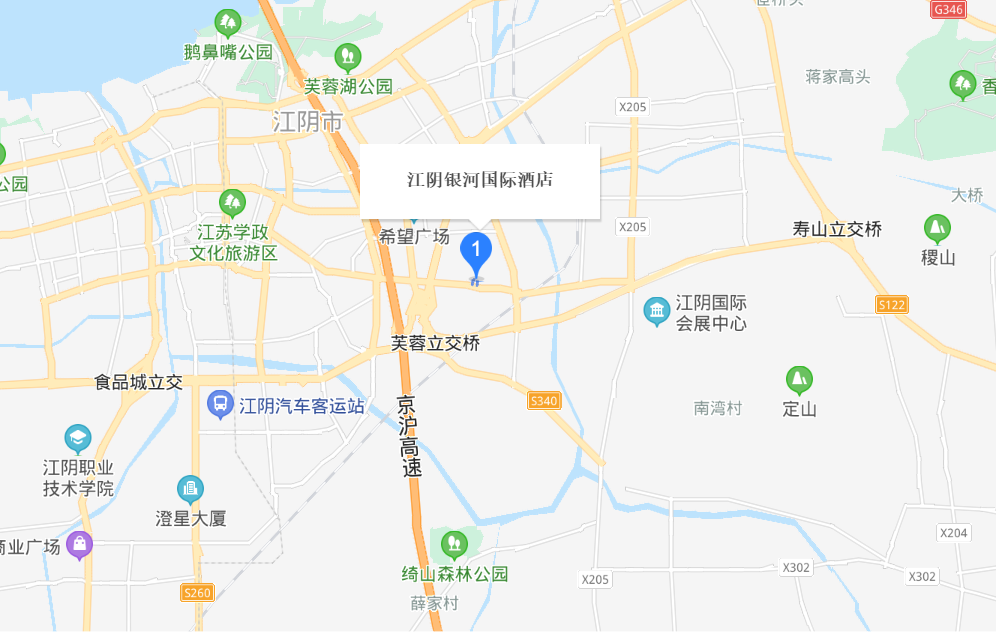 G346
鹅鼻嘴公园
芙蓉湖公园
蒋家高头
香
江阴市
X205
公园
江阴银河国际酒店
大桥
江苏学政
文化旅游区
希望广场
1
X205
寿山立交桥
稷山
江阴国际
会展中心
S122
芙蓉立交桥
食品城立交
江阴汽车客运站
京沪高速
S340
南湾村
定山
江阴职业
技术学院
澄星大厦
商业广场
S260
绮山森林公园
薛家村
X205
X302
X302
X204